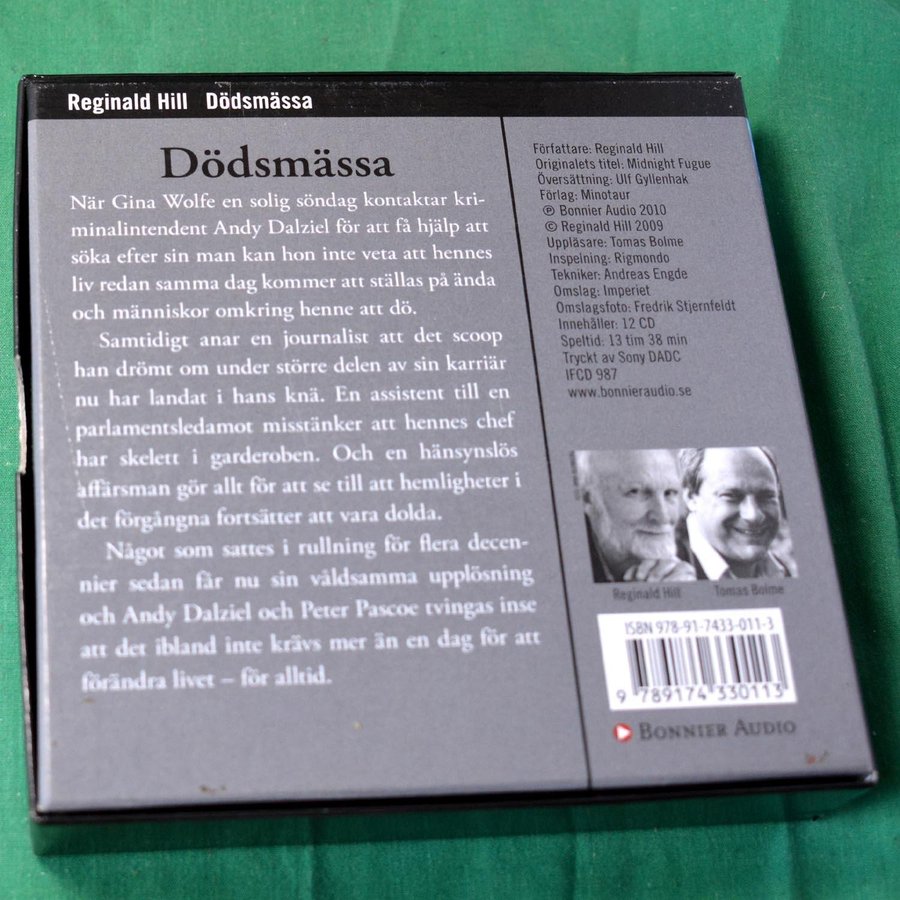 Reginald Hill Dödsmässa
Dödsmässa
När Gina Wolfe en solig söndag kontaktar kri-
minalintendent Andy Dalziel för att få hjälp att
söka efter sin man kan hon inte veta att hennes
liv redan samma dag kommer att ställas på ända
och människor omkring henne att dö.
Samtidigt anar en journalist att det scoop
han drömt om under större delen av sin karriär
nu har landat i hans knä. En assistent till en
parlamentsledamot misstänker att hennes chef
har skelett i garderoben. Och en hänsynslös
affärsman gör allt för att se till att hemligheter i
det förgångna fortsätter att vara dolda.
Något som sattes i rullning för flera decen-
nier sedan får nu sin våldsamma upplösning
och Andy Dalziel och Peter Pascoe tvingas inse
att det ibland inte krävs mer än en dag för att
förändra livet – för alltid.
Författare: Reginald Hill
Originalets titel: Midnight Fugue
Översättning: Ulf Gyllenhak
Förlag: Minotaur
℗ Bonnier Audio 2010
© Reginald Hill 2009
Uppläsare: Tomas Bolme
Inspelning: Rigmondo
Tekniker: Andreas Engde
Omslag: Imperiet
Omslagsfoto: Fredrik Stjernfeldt
Innehåller: 12 CD
Speltid: 13 tim 38 min
Tryckt av Sony DADC
IFCD 987
www.bonnieraudio.se
Reginald Hill Tomas Bolme
ISBN 978-91-7433-011-3
9 789174 330113
BONNIER AUDIO